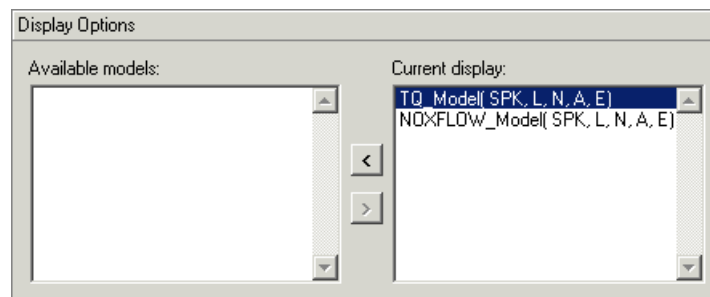 Display Options
Available models:
Current display:
TQ_Model( SPK, L, N, A, E)
NOXFLOW_Model( SPK, L, N, A, E)
<
>